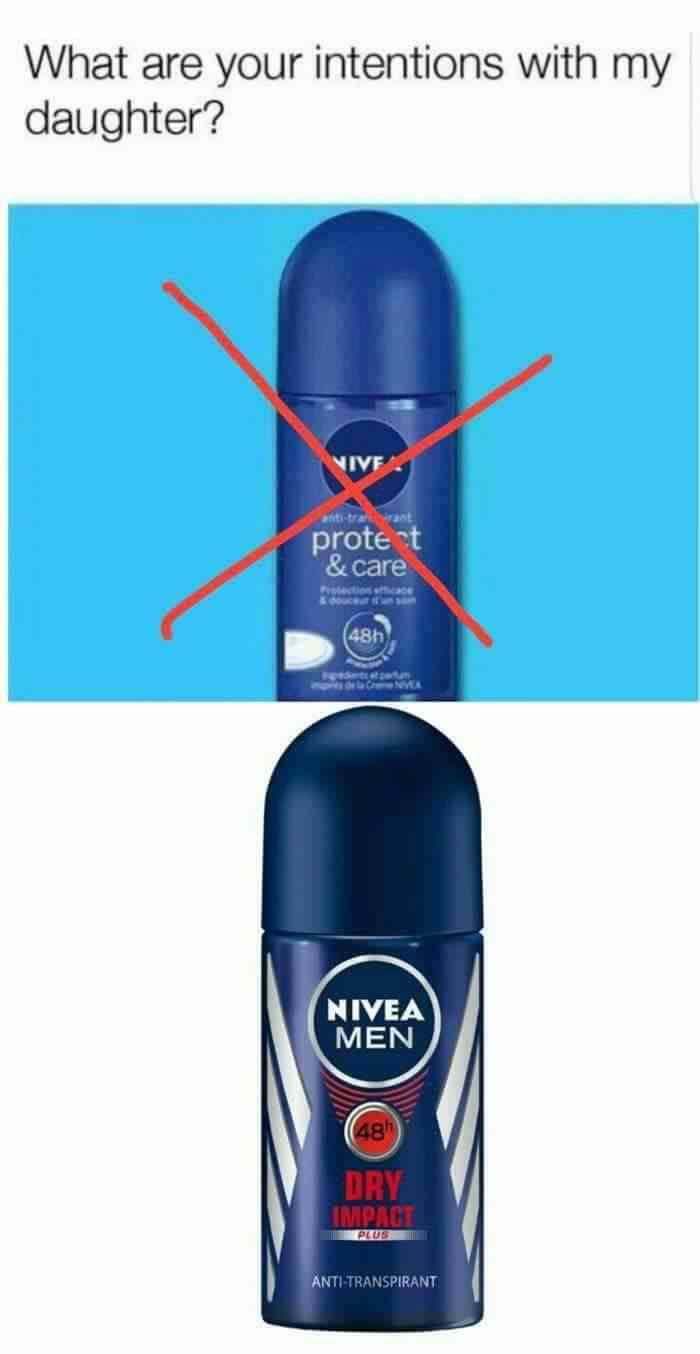 What are your intentions with my
daughter?
NIVEA
anti-transpirant
protect
& care
Protection efficace
& douceur d'un soin
48h
Ingrédients et parfum
inspirés de la Creme NIVEA
NIVEA
MEN
48h
DRY
IMPACT
PLUS
ANTI-TRANSPIRANT